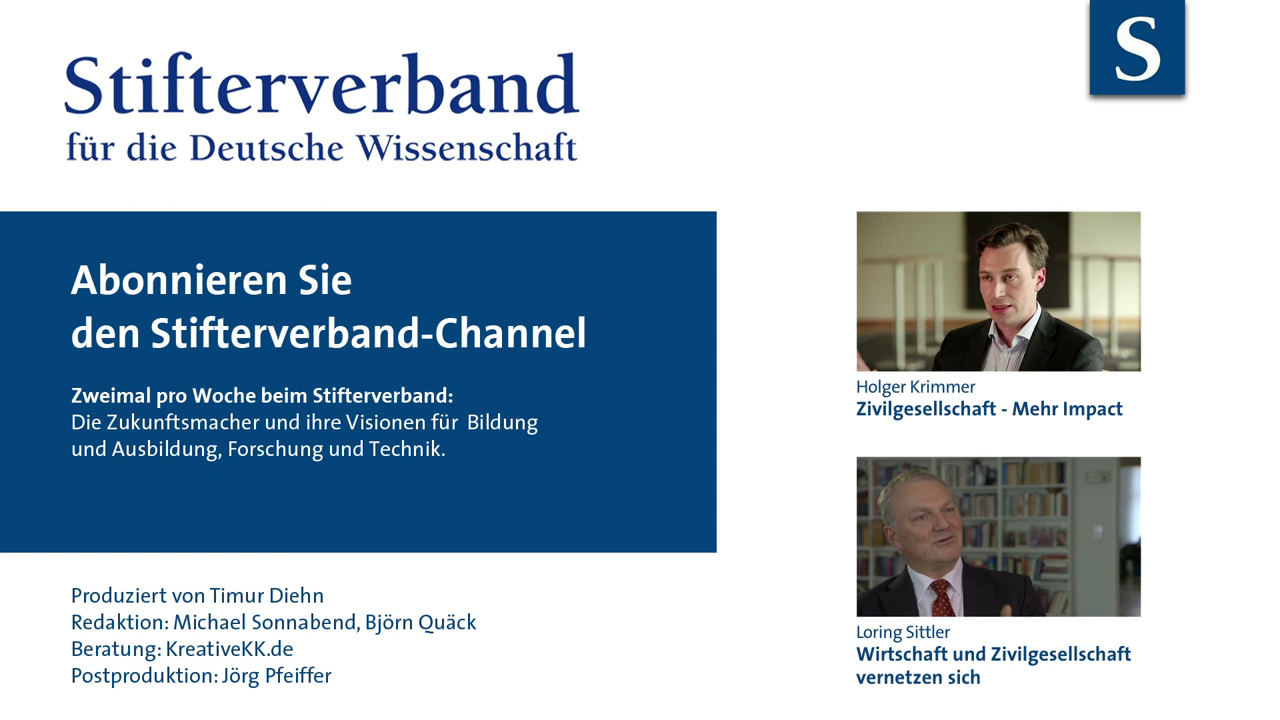 Stifterverband
für die Deutsche Wissenschaft
S
Abonnieren Sie
den Stifterverband-Channel
Zweimal pro Woche beim Stifterverband:
Die Zukunftsmacher und ihre Visionen für Bildung
und Ausbildung, Forschung und Technik.
Produziert von Timur Diehn
Redaktion: Michael Sonnabend, Björn Quäck
Beratung: KreativeKK.de
Postproduktion: Jörg Pfeiffer
Holger Krimmer
Zivilgesellschaft - Mehr Impact
Loring Sittler
Wirtschaft und Zivilgesellschaft
vernetzen sich